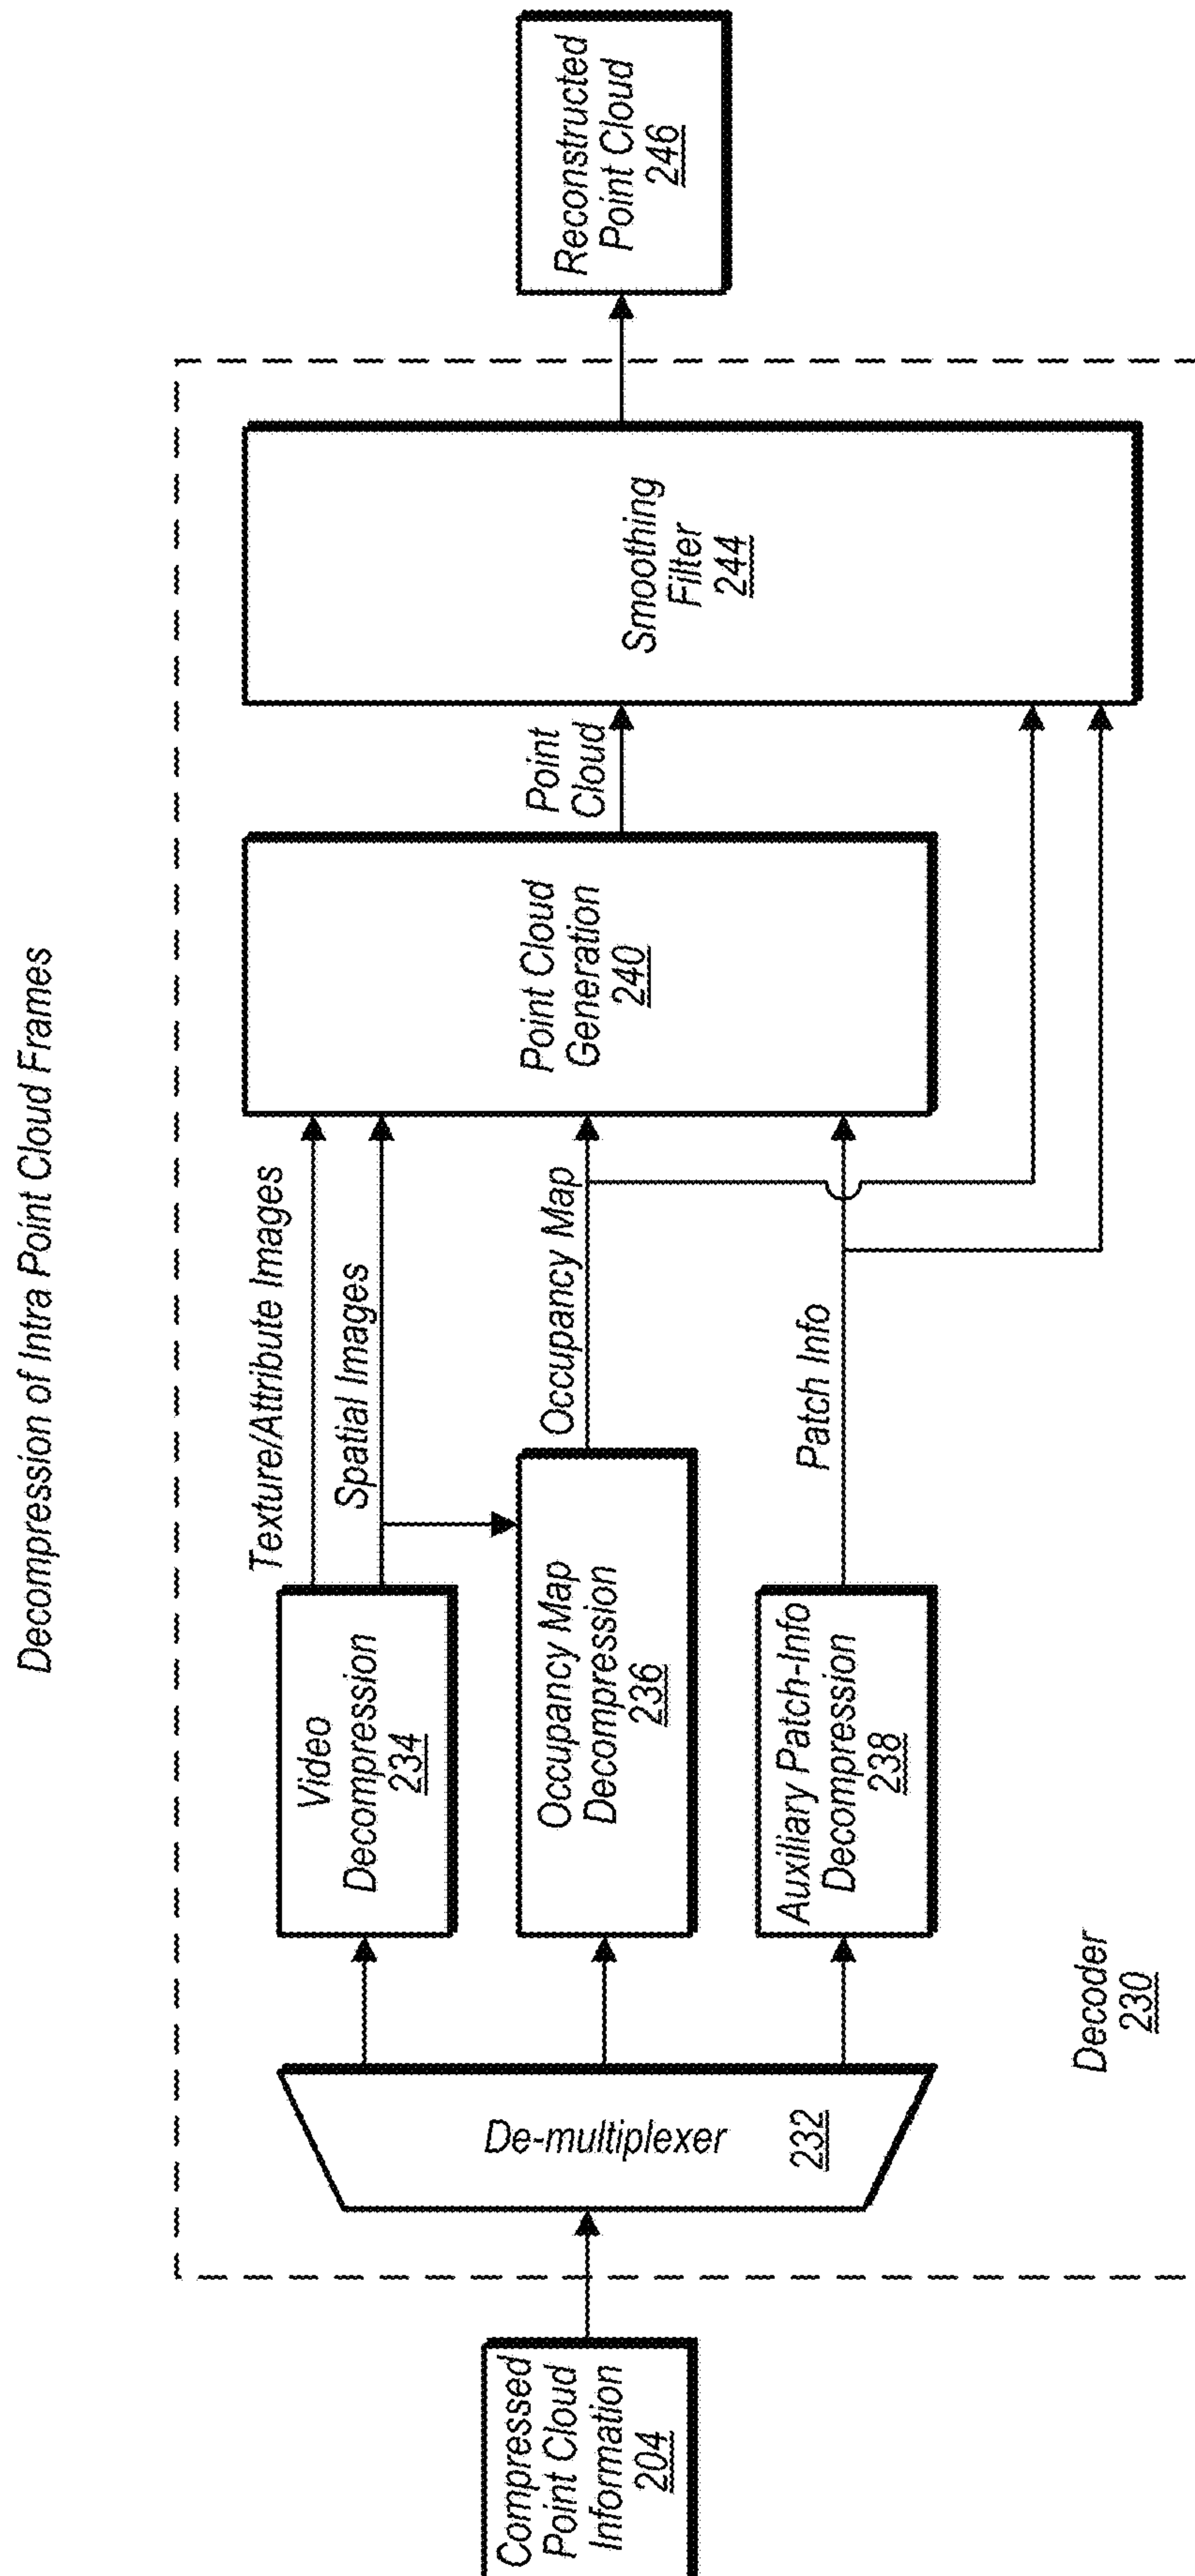 Decompression of Intra Point Cloud Frames
Compressed
Point Cloud
Information
204
De-multiplexer
232
Video
Decompression
234
Occupancy Map
Decompression
236
Auxiliary Patch-Info
Decompression
238
Texture/Attribute Images
Spatial Images
Occupancy Map
Patch Info
Point Cloud
Generation
240
Point
Cloud
Smoothing
Filter
244
Reconstructed
Point Cloud
246
Decoder
230